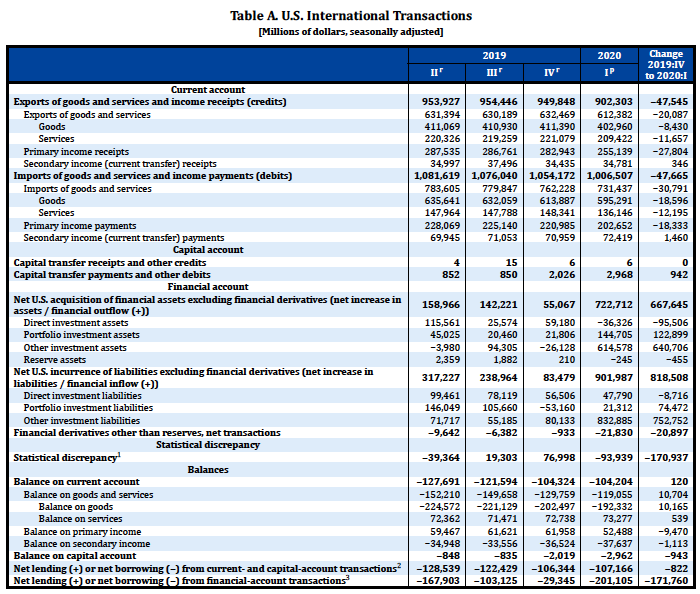 Table A. U.S. International Transactions
[Millions of dollars, seasonally adjusted]
2019 2020 Change 2019:IV to 2020:I
II r III r IV r I p
Current account
Exports of goods and services and income receipts (credits) 953,927 954,446 949,848 902,303 −47,545
Exports of goods and services 631,394 630,189 632,469 612,382 −20,087
Goods 411,069 410,930 411,390 402,960 −8,430
Services 220,326 219,259 221,079 209,422 −11,657
Primary income receipts 287,535 286,761 282,943 255,139 −27,804
Secondary income (current transfer) receipts 34,997 37,496 34,435 34,781 346
Imports of goods and services and income payments (debits) 1,081,619 1,076,040 1,054,172 1,006,507 −47,665
Imports of goods and services 783,605 779,847 762,228 731,437 −30,791
Goods 635,641 632,059 613,887 595,291 −18,596
Services 147,964 147,788 148,341 136,146 −12,195
Primary income payments 228,069 225,140 220,985 202,652 −18,333
Secondary income (current transfer) payments 69,945 71,053 70,959 72,419 1,460
Capital account
Capital transfer receipts and other credits 4 15 6 6 0
Capital transfer payments and other debits 852 850 2,026 2,968 942
Financial account
Net U.S. acquisition of financial assets excluding financial derivatives (net increase in
assets / financial outflow (+)) 158,966 142,221 55,067 722,712 667,645
Direct investment assets 115,561 25,574 59,180 −36,326 −95,506
Portfolio investment assets 45,025 20,460 21,806 144,705 122,899
Other investment assets −3,980 94,305 −26,128 614,578 640,706
Reserve assets 2,359 1,882 210 −245 −455
Net U.S. incurrence of liabilities excluding financial derivatives (net increase in
liabilities / financial inflow (+)) 317,227 238,964 83,479 901,987 818,508
Direct investment liabilities 99,461 78,119 56,506 47,790 −8,716
Portfolio investment liabilities 146,049 105,660 −53,160 21,312 74,472
Other investment liabilities 71,717 55,185 80,133 832,885 752,752
Financial derivatives other than reserves, net transactions −9,642 −6,382 −933 −21,830 −20,897
Statistical discrepancy
Statistical discrepancy1 −39,364 19,303 76,998 −93,939 −170,937
Balances
Balance on current account −127,691 −121,594 −104,324 −104,204 120
Balance on goods and services −152,210 −149,658 −129,759 −119,055 10,704
Balance on goods −224,572 −221,129 −202,497 −192,332 10,165
Balance on services 72,362 71,471 72,738 73,277 539
Balance on primary income 59,467 61,621 61,958 52,488 −9,470
Balance on secondary income −34,948 −33,556 −36,524 −37,637 −1,113
Balance on capital account −848 −835 −2,019 −2,962 −943
Net lending (+) or net borrowing (−) from current- and capital-account transactions2 −128,539 −122,429 −106,344 −107,166 −822
Net lending (+) or net borrowing (−) from financial-account transactions3 −167,903 −103,125 −29,345 −201,105 −171,760